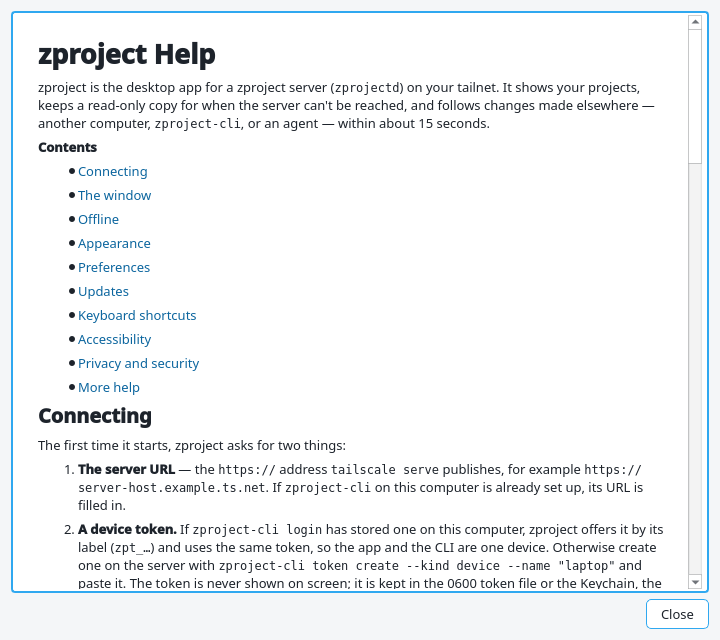 zproject Help
zproject is the desktop app for a zproject server (zprojectd) on your tailnet. It shows your projects,
keeps a read-only copy for when the server can't be reached, and follows changes made elsewhere —
another computer, zproject-cli, or an agent — within about 15 seconds.
Contents
• Connecting
• The window
• Offline
• Appearance
• Preferences
• Updates
• Keyboard shortcuts
• Accessibility
• Privacy and security
• More help
Connecting
The first time it starts, zproject asks for two things:
1. The server URL — the https:// address tailscale serve publishes, for example https://
server-host.example.ts.net. If zproject-cli on this computer is already set up, its URL is
filled in.
2. A device token. If zproject-cli login has stored one on this computer, zproject offers it by its
label (zpt_…) and uses the same token, so the app and the CLI are one device. Otherwise create
one on the server with zproject-cli token create --kind device --name "laptop" and
paste it. The token is never shown on screen; it is kept in the 0600 token file or the Keychain, the
Close